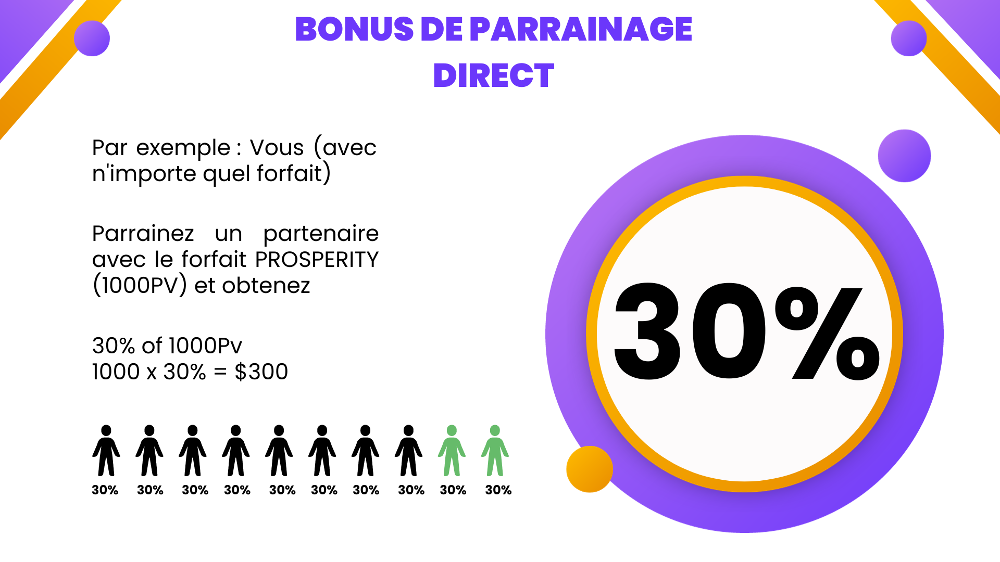 BONUS DE PARRAINAGE
DIRECT
Par exemple : Vous (avec
n'importe quel forfait)
Parrainez un partenaire
avec le forfait PROSPERITY
(1000PV) et obtenez
30% of 1000Pv
1000 x 30% = $300
30%
30% 30% 30% 30% 30% 30% 30% 30% 30% 30%